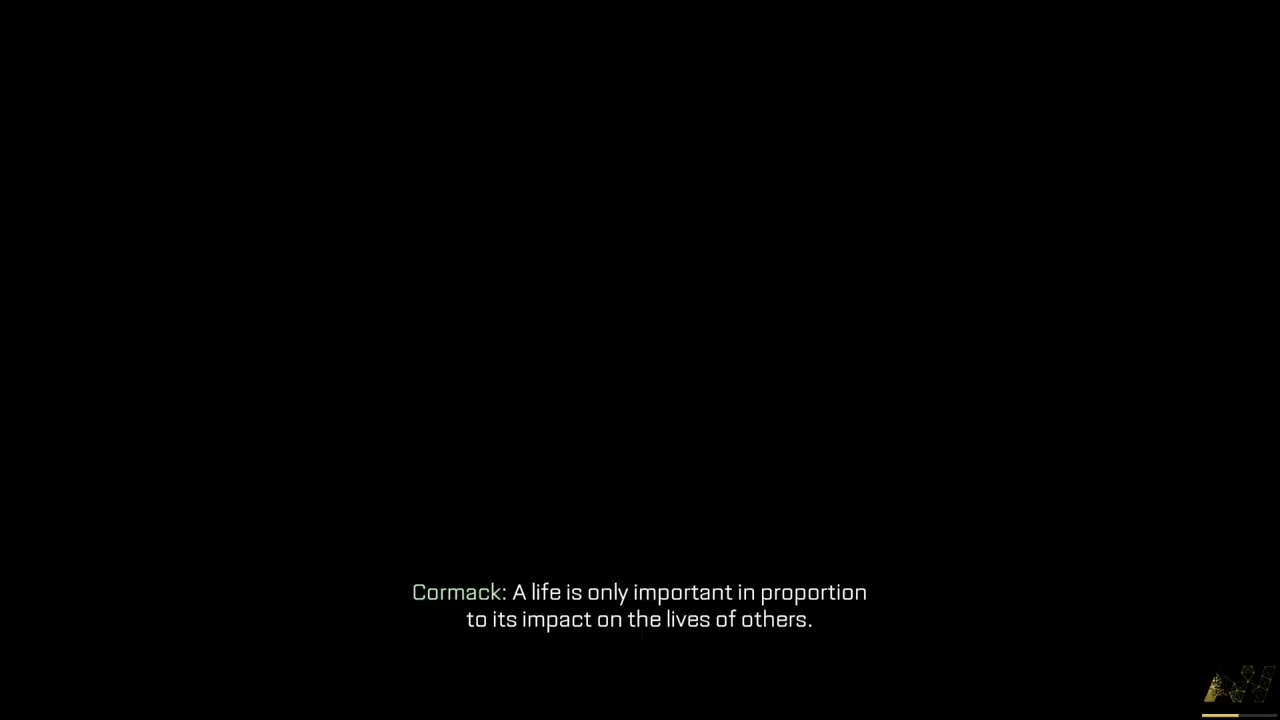 Cormack: A life is only important in proportion
to its impact on the lives of others.